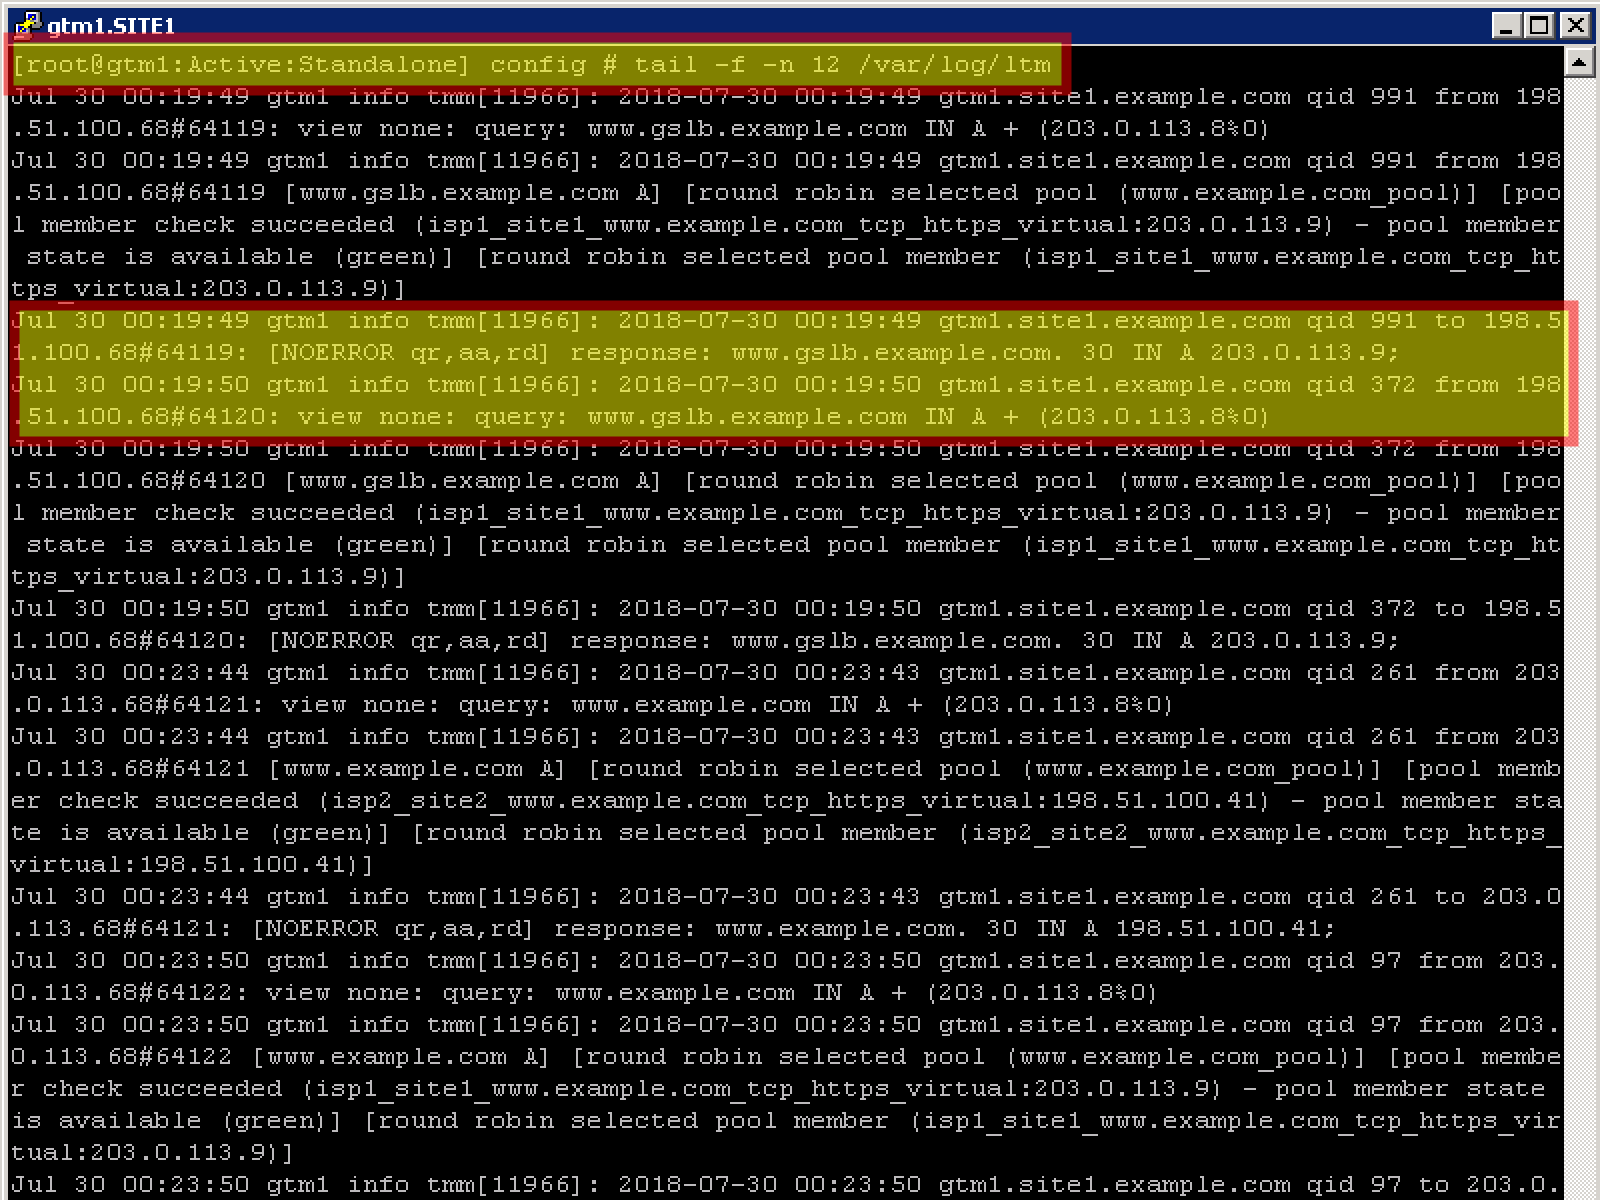 gtm1.SITE1
[root@gtm1:Active:Standalone] config # tail -f -n 12 /var/log/ltm
Jul 30 00:19:49 gtm1 info tmm[11966]: 2018-07-30 00:19:49 gtm1.site1.example.com qid 991 from 198
.51.100.68#64119: view none: query: www.gslb.example.com IN A + (203.0.113.8%0)
Jul 30 00:19:49 gtm1 info tmm[11966]: 2018-07-30 00:19:49 gtm1.site1.example.com qid 991 from 198
.51.100.68#64119 [www.gslb.example.com A] [round robin selected pool (www.example.com_pool)] [poo
l member check succeeded (isp1_site1_www.example.com_tcp_https_virtual:203.0.113.9) - pool member
 state is available (green)] [round robin selected pool member (isp1_site1_www.example.com_tcp_ht
tps_virtual:203.0.113.9)]
Jul 30 00:19:49 gtm1 info tmm[11966]: 2018-07-30 00:19:49 gtm1.site1.example.com qid 991 to 198.5
1.100.68#64119: [NOERROR qr,aa,rd] response: www.gslb.example.com. 30 IN A 203.0.113.9;
Jul 30 00:19:50 gtm1 info tmm[11966]: 2018-07-30 00:19:50 gtm1.site1.example.com qid 372 from 198
.51.100.68#64120: view none: query: www.gslb.example.com IN A + (203.0.113.8%0)
Jul 30 00:19:50 gtm1 info tmm[11966]: 2018-07-30 00:19:50 gtm1.site1.example.com qid 372 from 198
.51.100.68#64120 [www.gslb.example.com A] [round robin selected pool (www.example.com_pool)] [poo
l member check succeeded (isp1_site1_www.example.com_tcp_https_virtual:203.0.113.9) - pool member
 state is available (green)] [round robin selected pool member (isp1_site1_www.example.com_tcp_ht
tps_virtual:203.0.113.9)]
Jul 30 00:19:50 gtm1 info tmm[11966]: 2018-07-30 00:19:50 gtm1.site1.example.com qid 372 to 198.5
1.100.68#64120: [NOERROR qr,aa,rd] response: www.gslb.example.com. 30 IN A 203.0.113.9;
Jul 30 00:23:44 gtm1 info tmm[11966]: 2018-07-30 00:23:43 gtm1.site1.example.com qid 261 from 203
.0.113.68#64121: view none: query: www.example.com IN A + (203.0.113.8%0)
Jul 30 00:23:44 gtm1 info tmm[11966]: 2018-07-30 00:23:43 gtm1.site1.example.com qid 261 from 203
.0.113.68#64121 [www.example.com A] [round robin selected pool (www.example.com_pool)] [pool memb
er check succeeded (isp2_site2_www.example.com_tcp_https_virtual:198.51.100.41) - pool member sta
te is available (green)] [round robin selected pool member (isp2_site2_www.example.com_tcp_https_
virtual:198.51.100.41)]
Jul 30 00:23:44 gtm1 info tmm[11966]: 2018-07-30 00:23:43 gtm1.site1.example.com qid 261 to 203.0
.113.68#64121: [NOERROR qr,aa,rd] response: www.example.com. 30 IN A 198.51.100.41;
Jul 30 00:23:50 gtm1 info tmm[11966]: 2018-07-30 00:23:50 gtm1.site1.example.com qid 97 from 203.
0.113.68#64122: view none: query: www.example.com IN A + (203.0.113.8%0)
Jul 30 00:23:50 gtm1 info tmm[11966]: 2018-07-30 00:23:50 gtm1.site1.example.com qid 97 from 203.
0.113.68#64122 [www.example.com A] [round robin selected pool (www.example.com_pool)] [pool membe
r check succeeded (isp1_site1_www.example.com_tcp_https_virtual:203.0.113.9) - pool member state 
is available (green)] [round robin selected pool member (isp1_site1_www.example.com_tcp_https_vir
tual:203.0.113.9)]
Jul 30 00:23:50 gtm1 info tmm[11966]: 2018-07-30 00:23:50 gtm1.site1.example.com qid 97 to 203.0.